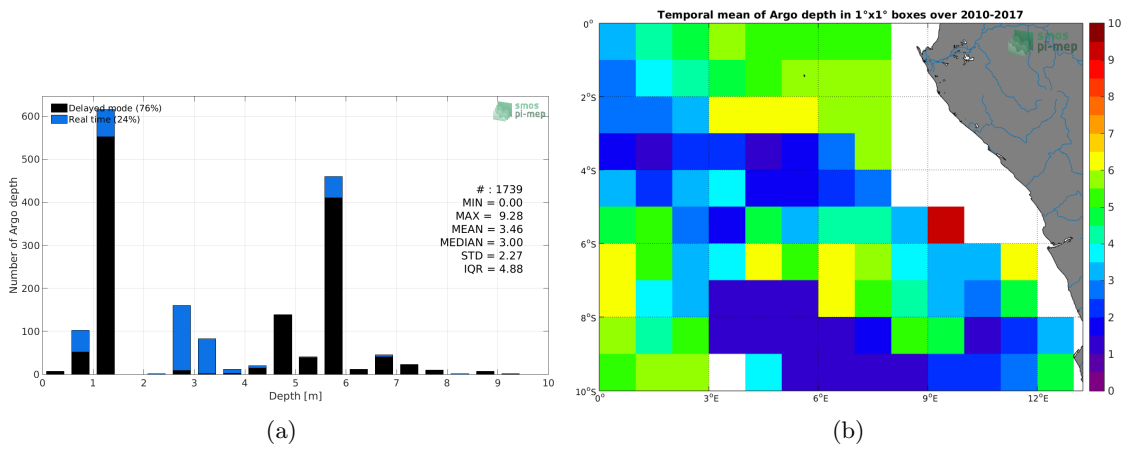 Delayed mode (76%)
Real time (24%)
smos
pi-mep
# : 1739
MIN = 0.00
MAX = 9.28
MEAN = 3.46
MEDIAN = 3.00
STD = 2.27
IQR = 4.88
Number of Argo depth
600
500
400
300
200
100
0
0 1 2 3 4 5 6 7 8 9 10
Depth [m]
(a)
Temporal mean of Argo depth in 1°x1° boxes over 2010-2017
smos
pi-mep
0°
2°S
4°S
6°S
8°S
10°S
0° 3°E 6°E 9°E 12°E
10
9
8
7
6
5
4
3
2
1
0
(b)